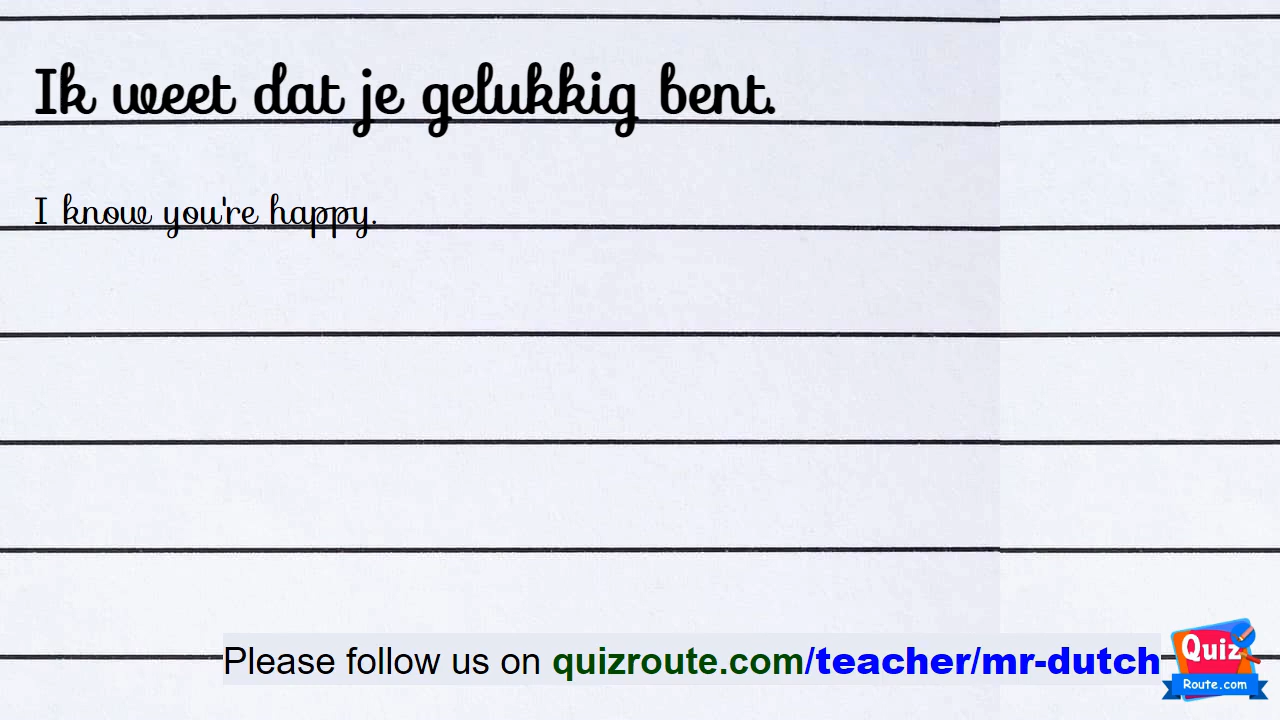 Ik weet dat je gelukkig bent.
I know you're happy.
Please follow us on quizroute.com/teacher/mr-dutch
Quiz
Route.com